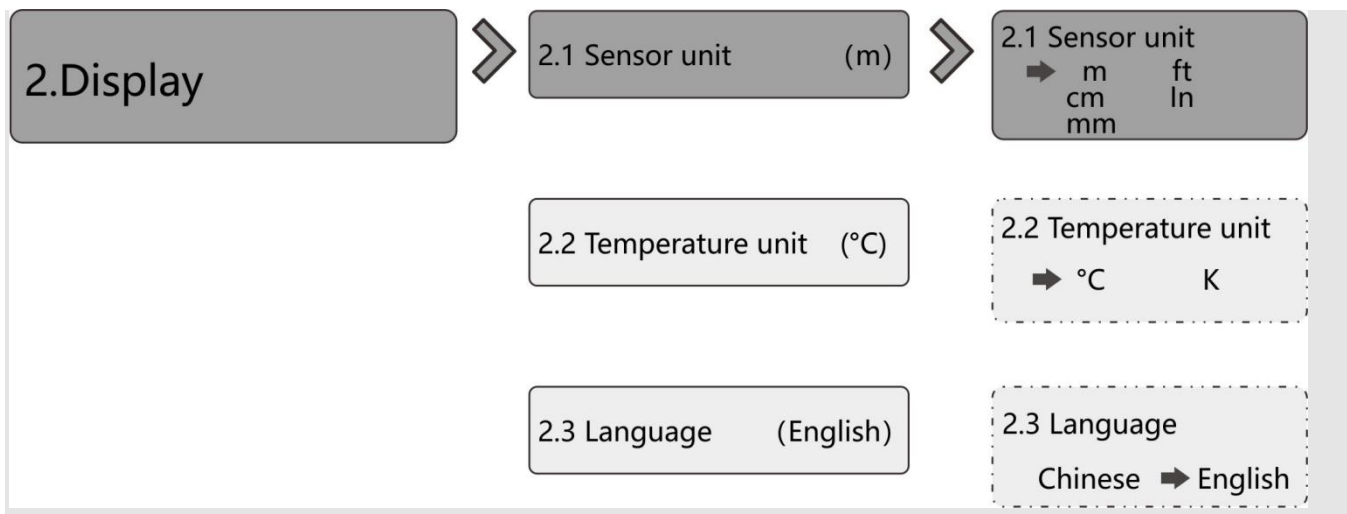 2.Display
2.1 Sensor unit (m)
2.1 Sensor unit
m ft
cm In
mm
2.2 Temperature unit (°C)
2.2 Temperature unit
°C K
2.3 Language (English)
2.3 Language
Chinese English